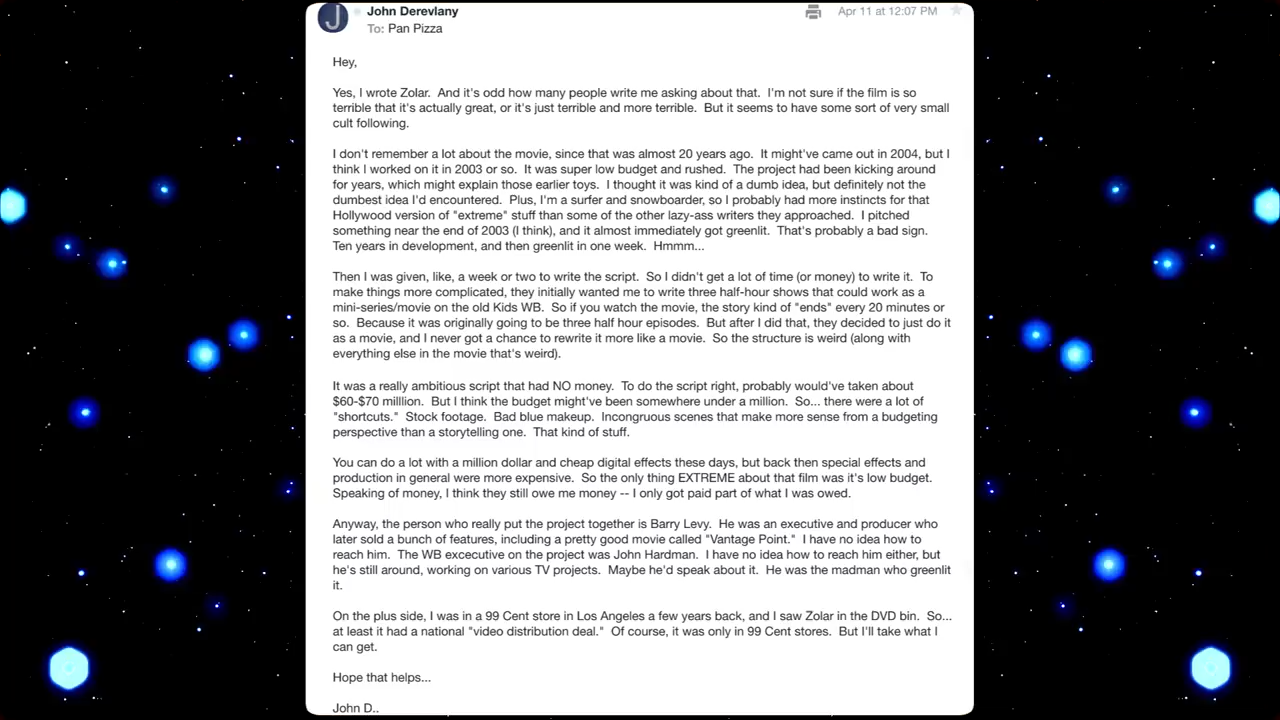 J
John Derevlany
Apr 11 at 12:07 PM
To: Pan Pizza
Hey,
Yes, I wrote Zolar. And it's odd how many people write me asking about that. I'm not sure if the film is so
terrible that it's actually great, or it's just terrible and more terrible. But it seems to have some sort of very small
cult following.
I don't remember a lot about the movie, since that was almost 20 years ago. It might've came out in 2004, but I
think I worked on it in 2003 or so. It was super low budget and rushed. The project had been kicking around
for years, which might explain those earlier toys. I thought it was kind of a dumb idea, but definitely not the
dumbest idea I'd encountered. Plus, I'm a surfer and snowboarder, so I probably had more instincts for that
Hollywood version of "extreme" stuff than some of the other lazy-ass writers they approached. I pitched
something near the end of 2003 (I think), and it almost immediately got greenlit. That's probably a bad sign.
Ten years in development, and then greenlit in one week. Hmmm...
Then I was given, like, a week or two to write the script. So I didn't get a lot of time (or money) to write it. To
make things more complicated, they initially wanted me to write three half-hour shows that could work as a
mini-series/movie on the old Kids WB. So if you watch the movie, the story kind of "ends" every 20 minutes or
so. Because it was originally going to be three half hour episodes. But after I did that, they decided to just do it
as a movie, and I never got a chance to rewrite it more like a movie. So the structure is weird (along with
everything else in the movie that's weird).
It was a really ambitious script that had NO money. To do the script right, probably would've taken about
$60-$70 milllion. But I think the budget might've been somewhere under a million. So... there were a lot of
"shortcuts." Stock footage. Bad blue makeup. Incongruous scenes that make more sense from a budgeting
perspective than a storytelling one. That kind of stuff.
You can do a lot with a million dollar and cheap digital effects these days, but back then special effects and
production in general were more expensive. So the only thing EXTREME about that film was it's low budget.
Speaking of money, I think they still owe me money -- I only got paid part of what I was owed.
Anyway, the person who really put the project together is Barry Levy. He was an executive and producer who
later sold a bunch of features, including a pretty good movie called "Vantage Point." I have no idea how to
reach him. The WB excecutive on the project was John Hardman. I have no idea how to reach him either, but
he's still around, working on various TV projects. Maybe he'd speak about it. He was the madman who greenlit
it.
On the plus side, I was in a 99 Cent store in Los Angeles a few years back, and I saw Zolar in the DVD bin. So...
at least it had a national "video distribution deal." Of course, it was only in 99 Cent stores. But I'll take what I
can get.
Hope that helps...
John D..